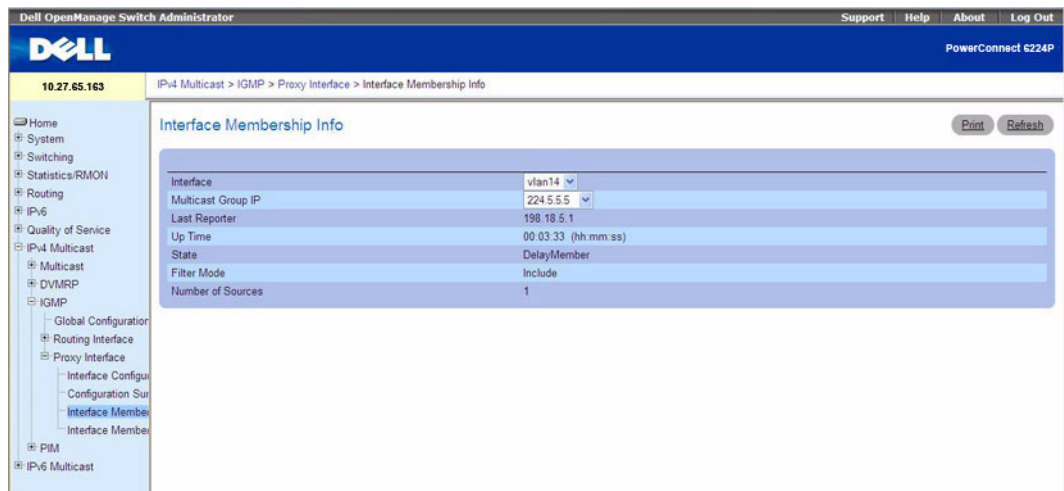 Dell OpenManage Switch Administrator
Support Help About Log Out
DELL
PowerConnect 6224P
10.27.65.163
IPv4 Multicast > IGMP > Proxy Interface > Interface Membership Info
Home
System
Switching
Statistics/RMON
Routing
IPv6
Quality of Service
IPv4 Multicast
Multicast
DVMRP
IGMP
Global Configuration
Routing Interface
Proxy Interface
Interface Configu
Configuration Sur
Interface Member
Interface Member
PIM
IPv6 Multicast
Interface Membership Info
Print Refresh
Interface vlan14
Multicast Group IP 224.5.5.5
Last Reporter 198.18.5.1
Up Time 00:03:33 (hh:mm:ss)
State DelayMember
Filter Mode Include
Number of Sources 1